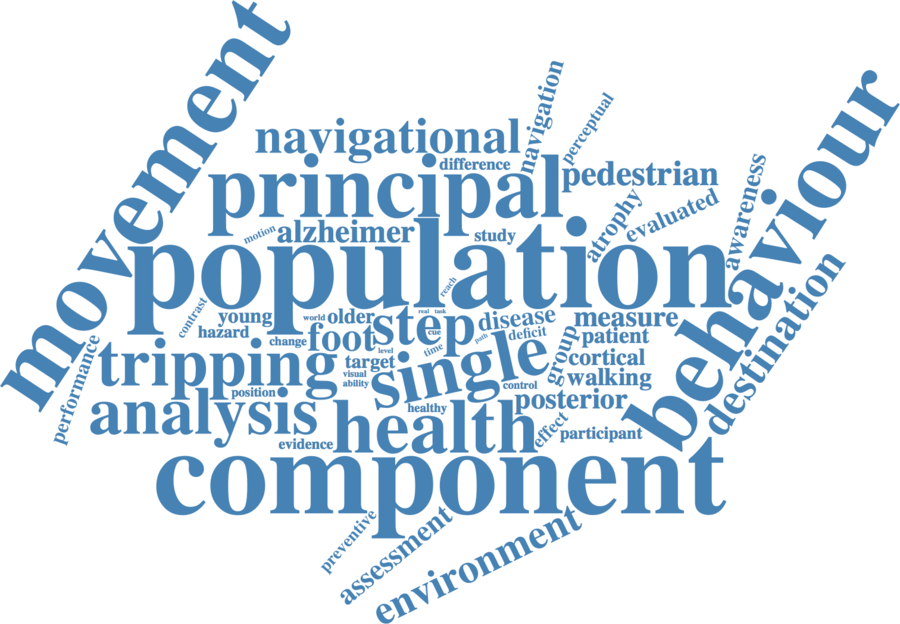 movement
navigation
perceptual
navigational
difference
principal
pedestrian
behaviour
awareness
atrophy
evaluated
motion
alzheimer
study
population
reach
destination
contrast
young
world
older
real
task
step
disease
measure
hazard
change
foot
cue
path
deficit
group
patient
performance
tripping
level
time
target
single
cortical
visual
walking
ability
control
position
analysis
healthy
posterior
health
effect
participant
evidence
component
preventive
assessment
environment